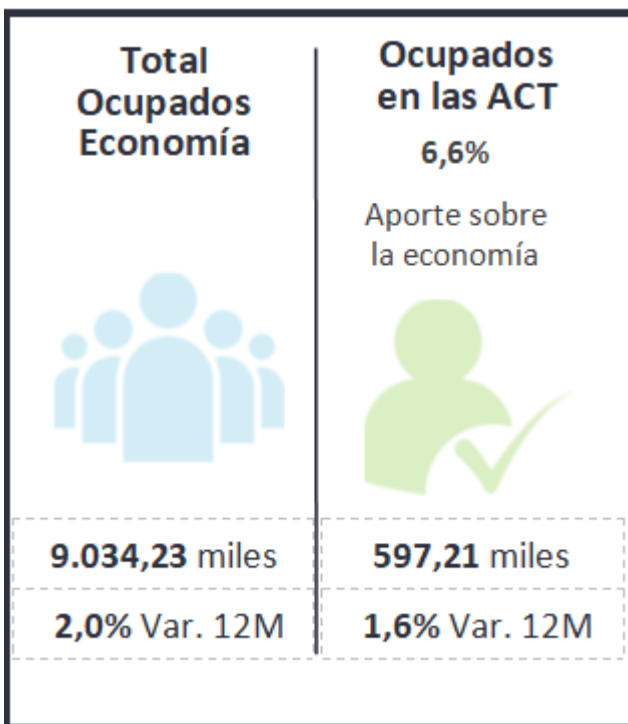 Total
Ocupados
Economía
9.034,23 miles
2,0% Var. 12M
Ocupados
en las ACT
6,6%
Aporte sobre
la economía
597,21 miles
1,6% Var. 12M